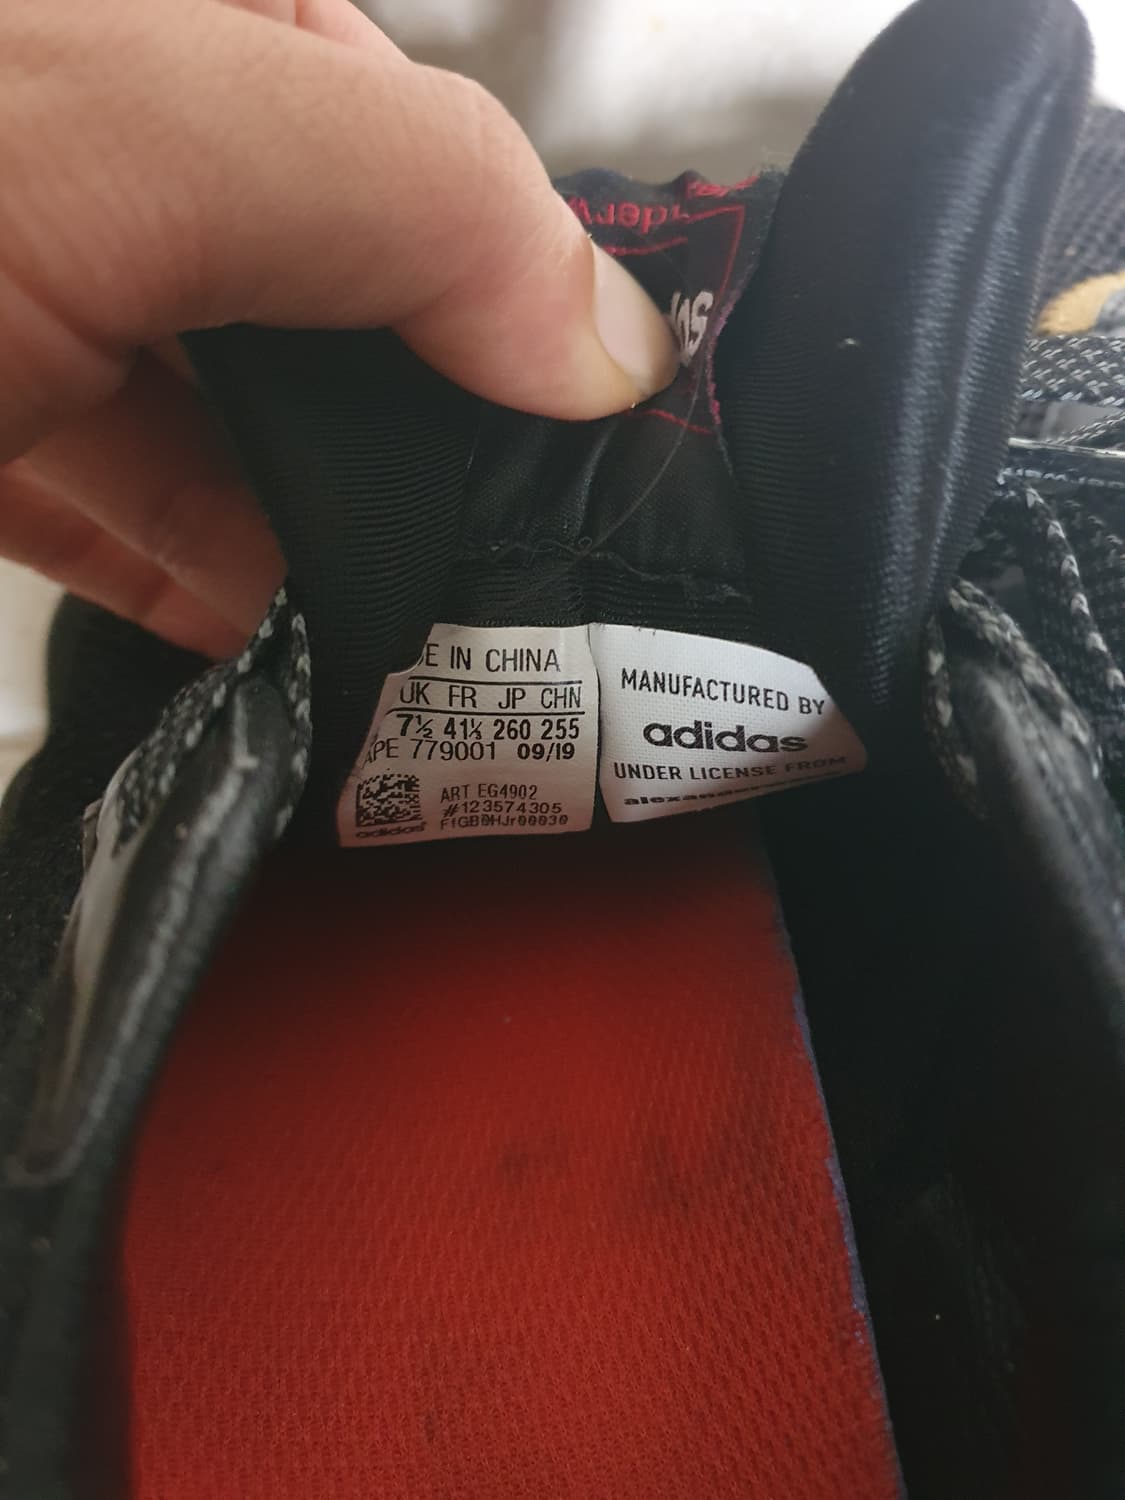 E IN CHINA
UK FR JP CHN
7½ 41⅓ 260 255
APE 779001 09/19
ART EG4902
#123574305
F1GB0HJr00030
adidas
MANUFACTURED BY
adidas
UNDER LICENSE FROM